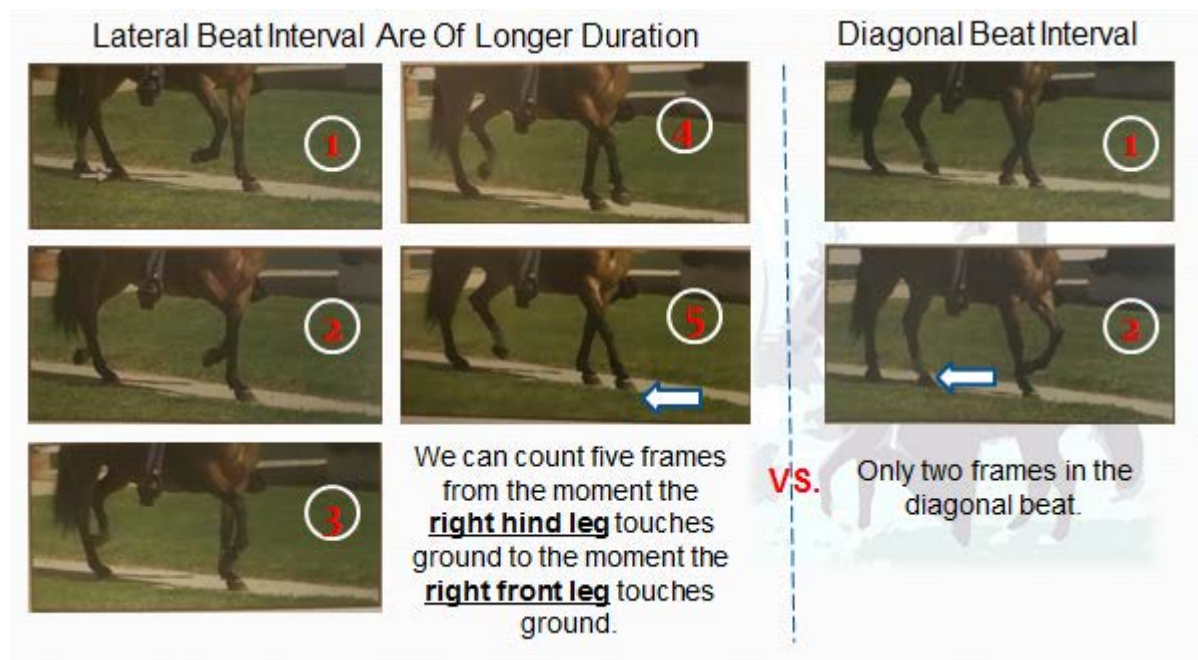 Lateral Beat Interval Are Of Longer Duration
Diagonal Beat Interval
1
4
1
2
5
2
3
We can count five frames
from the moment the
right hind leg touches
ground to the moment the
right front leg touches
ground.
VS.
Only two frames in the
diagonal beat.